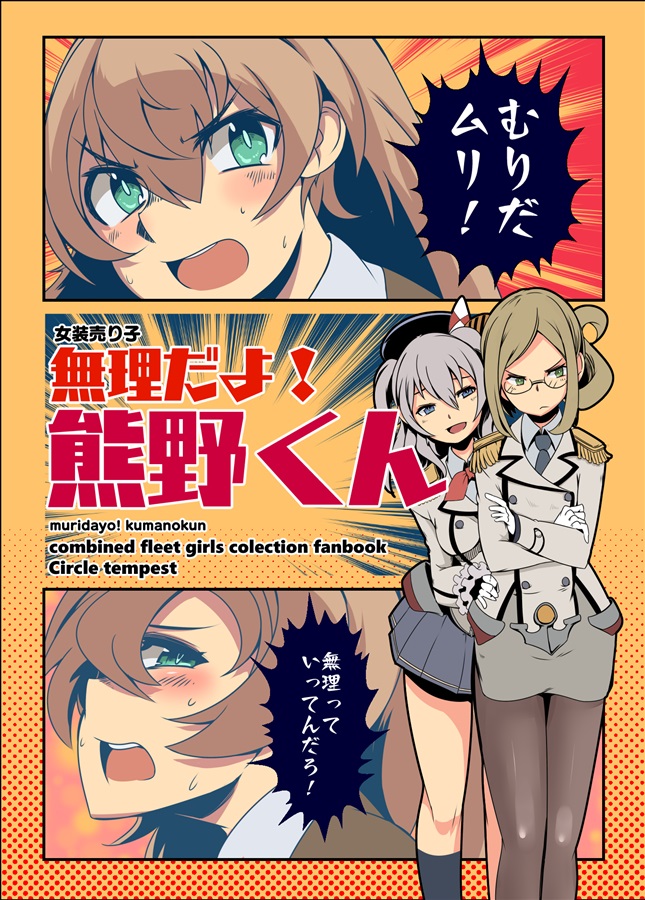 むりだ
ムリ！
女装売り子
無理だよ！
熊野くん
muridayo! kumanokun
combined fleet girls colection fanbook
Circle tempest
無理って
いってんだろ！